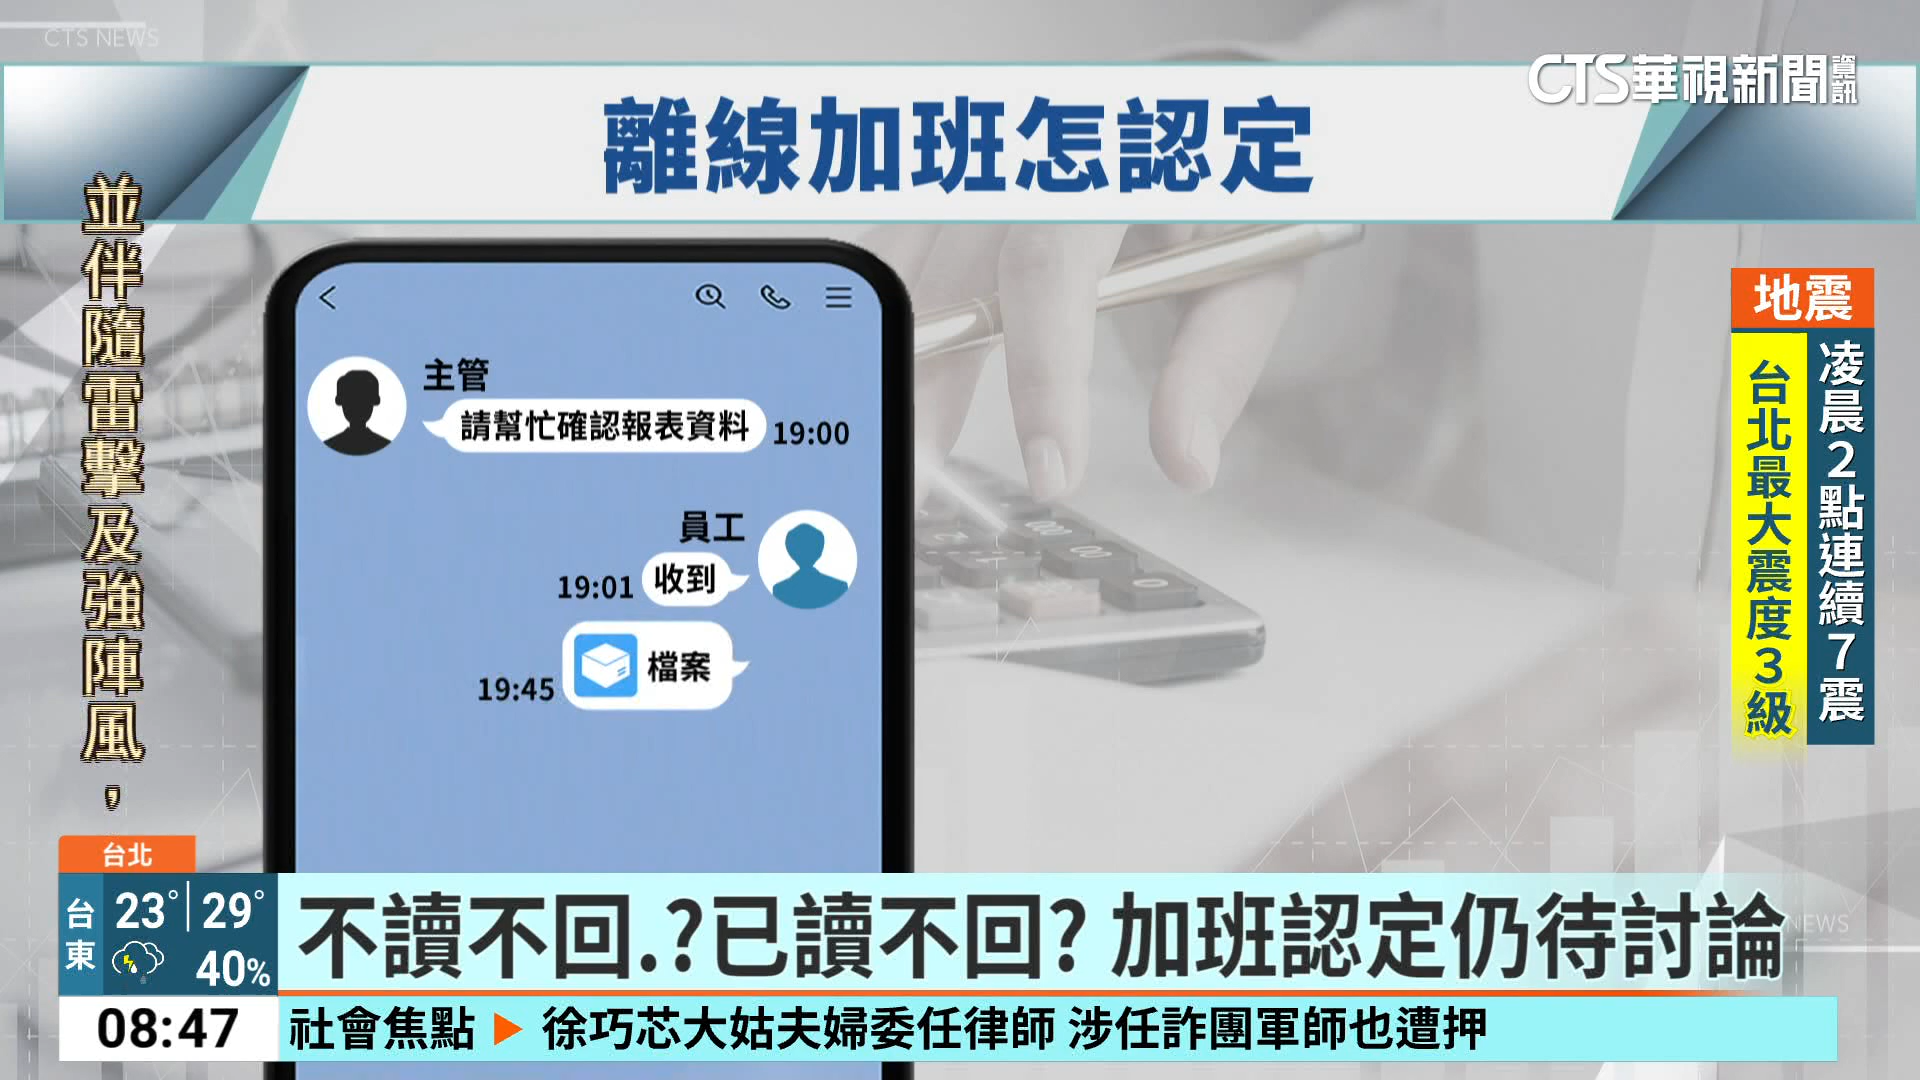 CTS NEWS
CTS華視新聞資訊
離線加班怎認定
並伴隨雷擊及強陣風，
地震
凌晨2點連續7震
台北最大震度3級
主管
請幫忙確認報表資料 19:00
員工
19:01 收到
19:45 檔案
台北
台東
23° 29°
40%
不讀不回.?已讀不回? 加班認定仍待討論
NEWS
08:47
社會焦點 ▶ 徐巧芯大姑夫婦委任律師 涉任詐團軍師也遭押